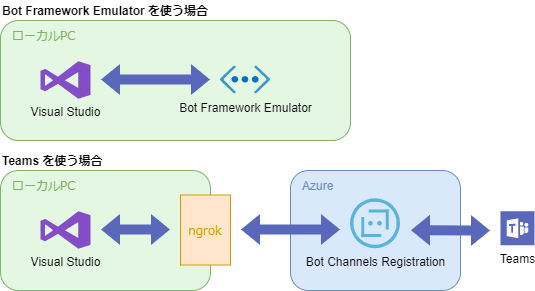 Bot Framework Emulator を使う場合
ローカルPC
Visual Studio
Bot Framework Emulator
Teams を使う場合
ローカルPC
Azure
ngrok
Visual Studio
Bot Channels Registration
T
Teams